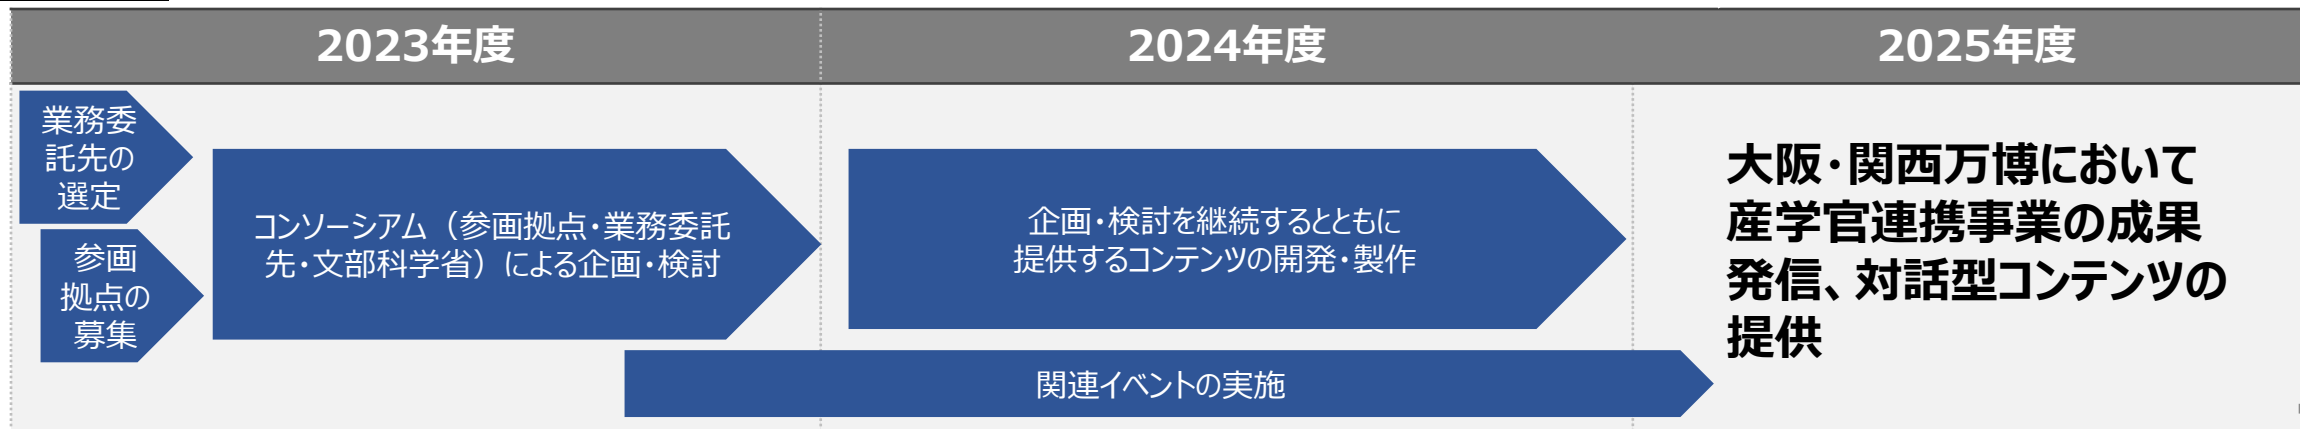 2023年度
2024年度
2025年度
業務委
託先の
選定
参画
拠点の
募集
コンソーシアム（参画拠点・業務委託
先・文部科学省）による企画・検討
企画・検討を継続するとともに
提供するコンテンツの開発・製作
関連イベントの実施
大阪・関西万博において
産学官連携事業の成果
発信、対話型コンテンツの
提供